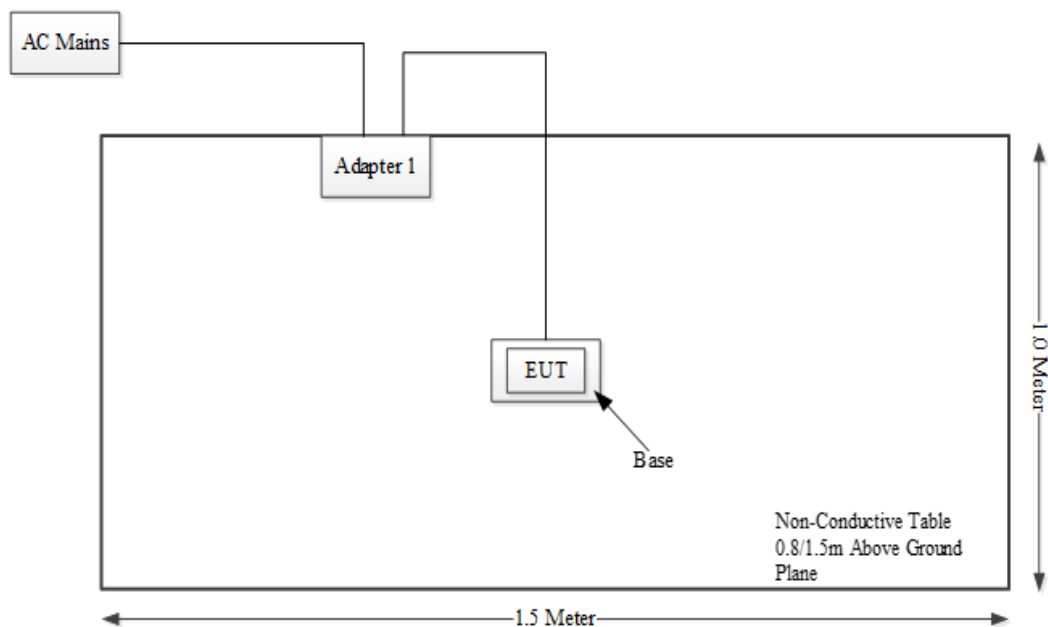 AC Mains
Adapter 1
EUT
Base
Non-Conductive Table
0.8/1.5m Above Ground
Plane
1.0 Meter
1.5 Meter